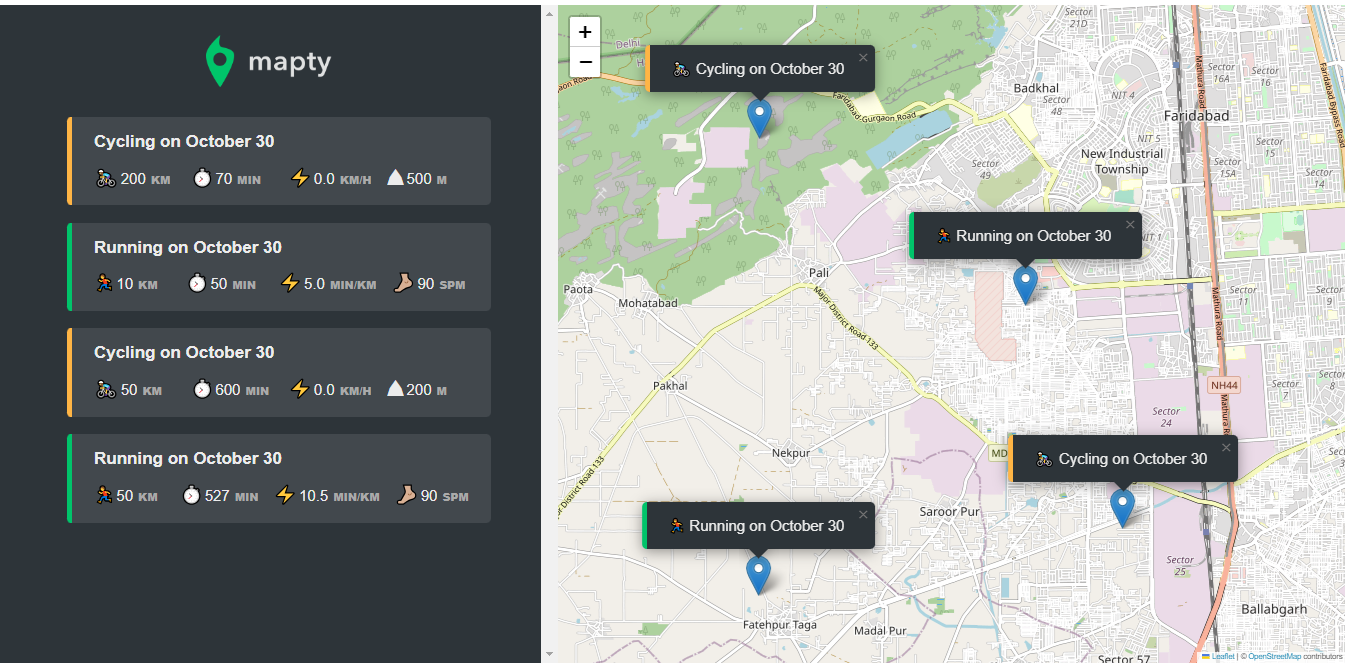 mapty
Cycling on October 30
200 KM 70 MIN 0.0 KM/H 500 M
Running on October 30
10 KM 50 MIN 5.0 MIN/KM 90 SPM
Cycling on October 30
50 KM 600 MIN 0.0 KM/H 200 M
Running on October 30
50 KM 527 MIN 10.5 MIN/KM 90 SPM
+
−
Sector
21D
Delhi
Cycling on October 30 ×
Mathura Road
Sector
16A
Sector
16
Faridabad Bypass Road
Badkhal
Sector
48
NIT 4
Faridabad
Faridabad-Gurgaon Road
NIT 5
Sector
15
New Industrial
Township
Sector
49
Sector
15A
Sector
14
Running on October 30 ×
NIT 1
Pali
Paota
Mohatabad
Major District Road 133
Mathura Road
Sector
11
Sector
9
Pakhal
NH44
Sector
7
Sector
8
Mathura Road
Sector
24
Cycling on October 30 ×
MD
Nekpur
District Road 133
Saroor Pur
Running on October 30 ×
Sector
25
Ballabgarh
Fatehpur Taga
Madal Pur
Sector 57
Leaflet | © OpenStreetMap contributors